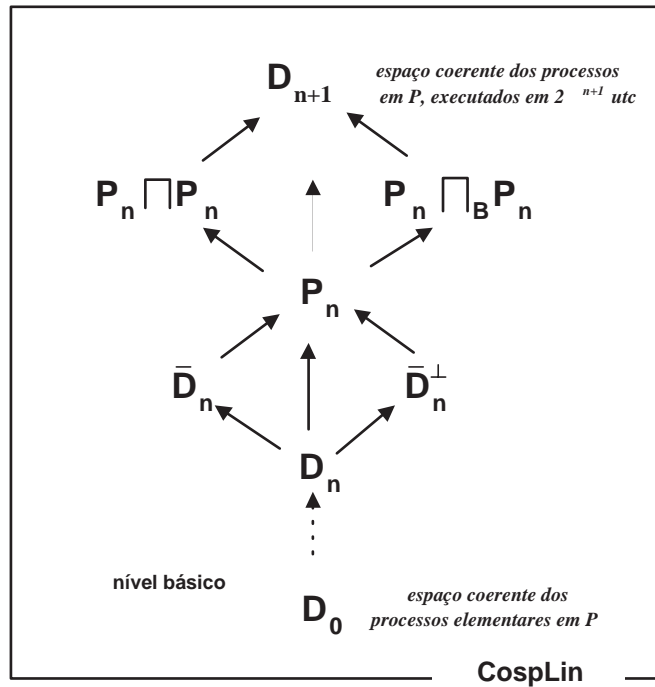 D n+1
espaço coerente dos processos
em P, executados em 2 n+1 utc
P n ⊓ P n
P n ⊓ B P n
P n
D̄ n
D̄ n ⊥
D n
nível básico
D 0
espaço coerente dos
processos elementares em P
CospLin